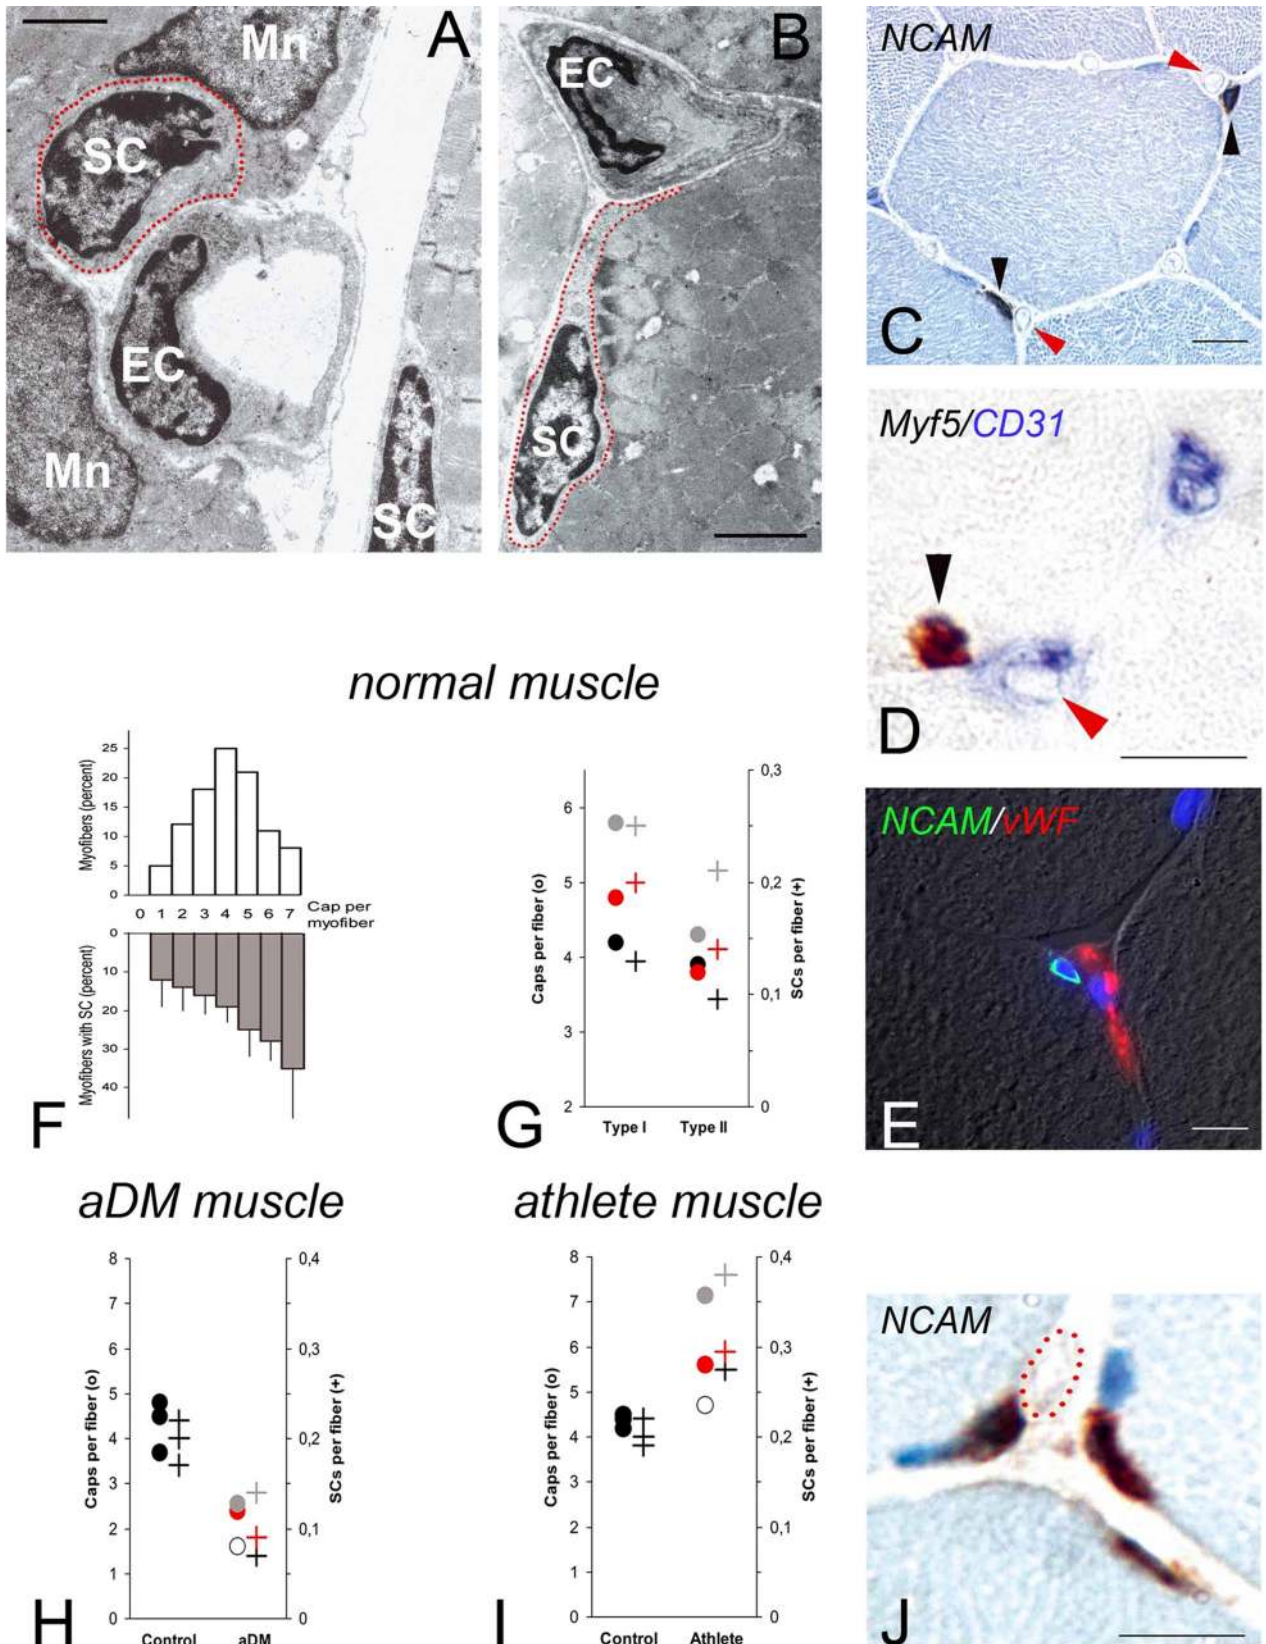 A
Mn
SC
EC
Mn
SC
B
EC
SC
NCAM
C
Myf5/CD31
D
NCAM/vWF
E
normal muscle
Myofibers (percent)
25
20
15
10
5
0
0 1 2 3 4 5 6 7 Cap per
myofiber
Myofibers with SC (percent)
0
10
20
30
40
F
Caps per fiber (o)
6
5
4
3
2
0,3
0,2
0,1
0
SCs per fiber (+)
Type I Type II
G
aDM muscle
Caps per fiber (o)
8
7
6
5
4
3
2
1
0
0,4
0,3
0,2
0,1
0
SCs per fiber (+)
Control aDM
H
athlete muscle
Caps per fiber (o)
8
7
6
5
4
3
2
1
0
0,4
0,3
0,2
0,1
0
SCs per fiber (+)
Control Athlete
I
NCAM
J